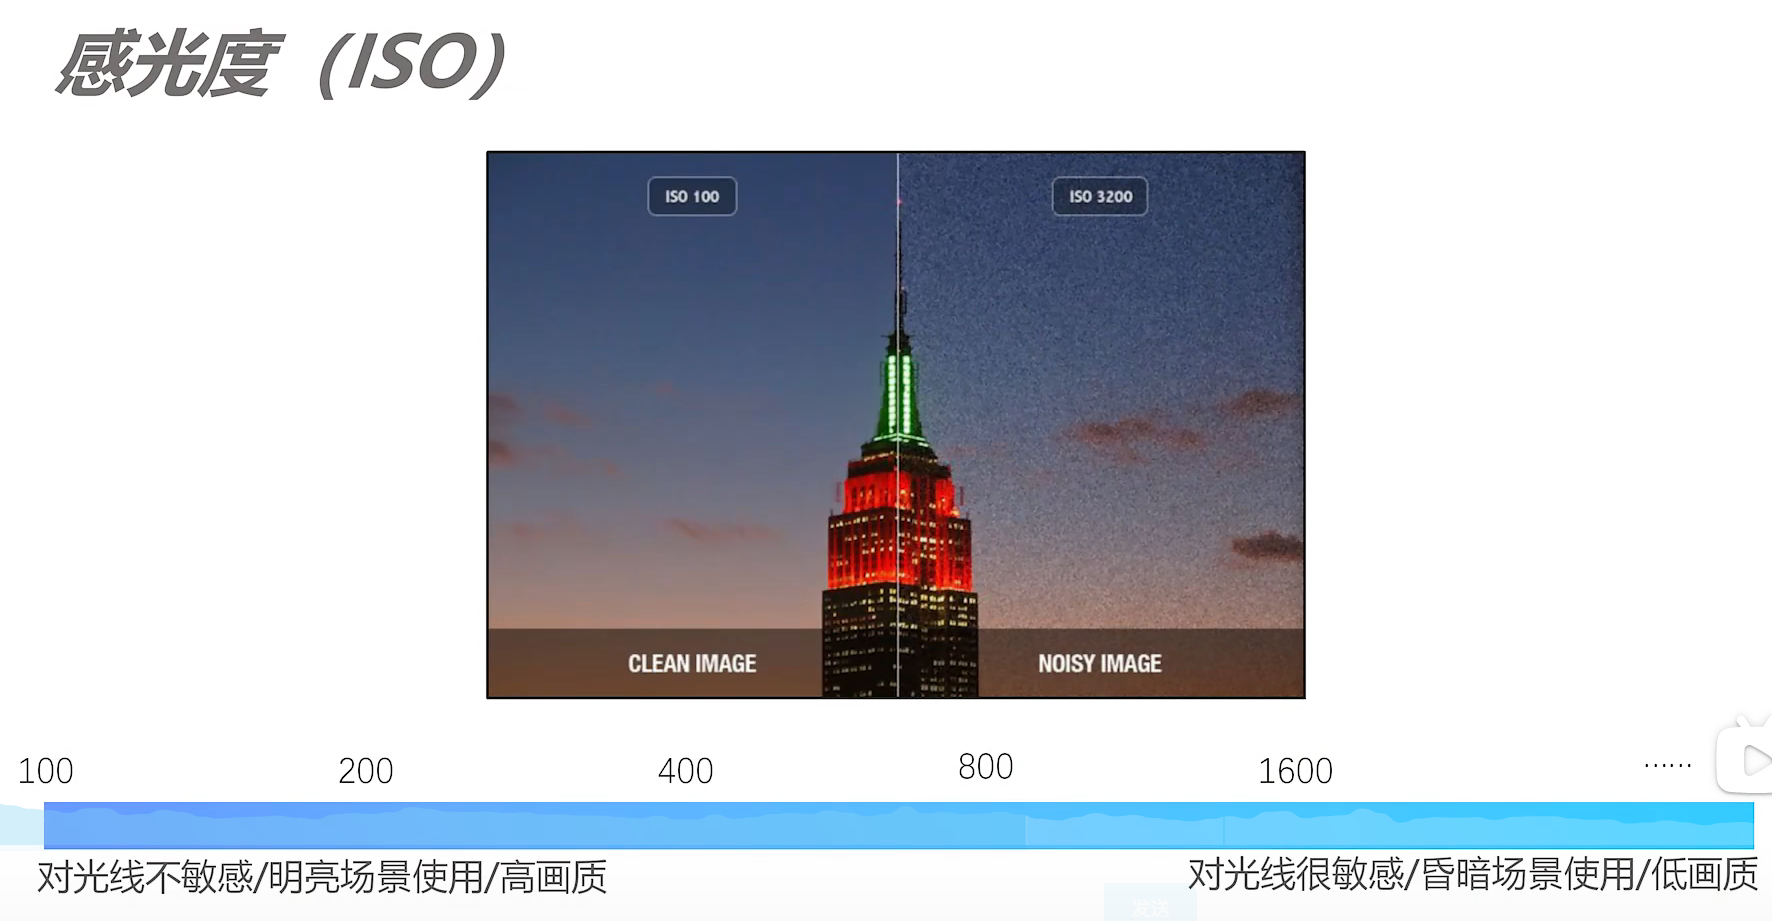 感光度（ISO）
ISO 100
ISO 3200
CLEAN IMAGE
NOISY IMAGE
100 200 400 800 1600 ……
对光线不敏感/明亮场景使用/高画质
对光线很敏感/昏暗场景使用/低画质
发送